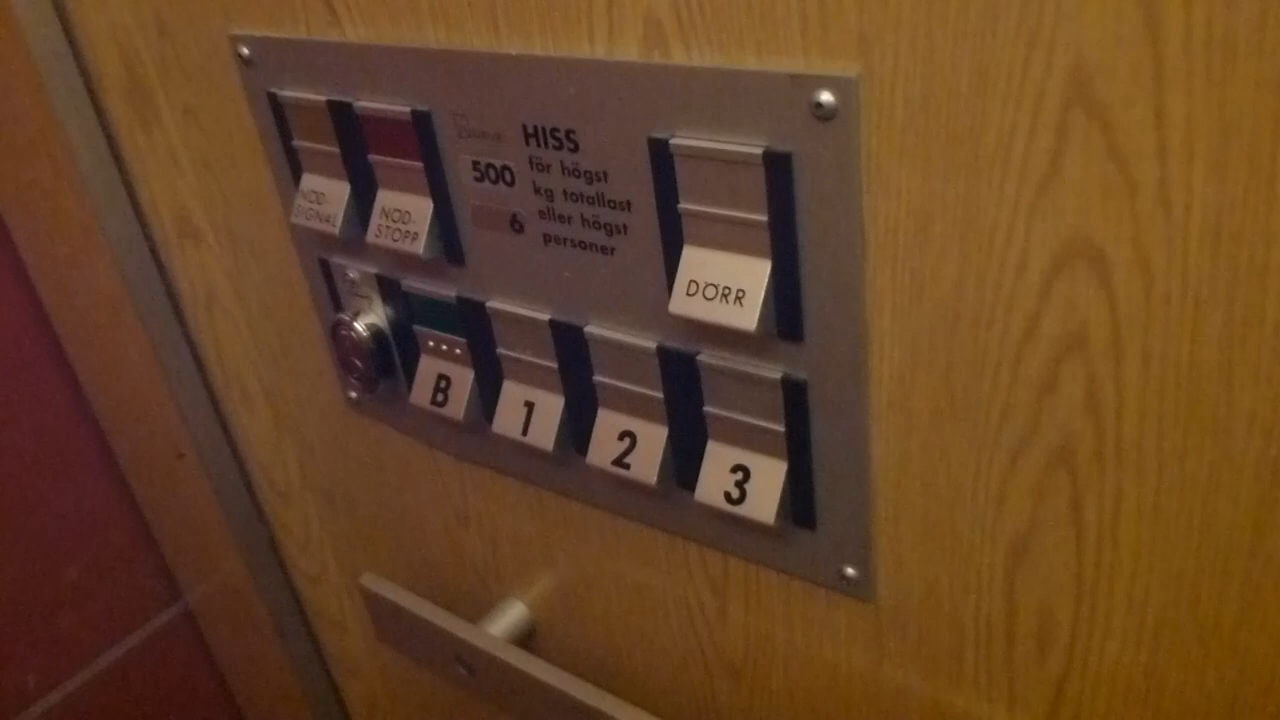 NÖD-
SIGNAL
NÖD-
STOPP
HISS
för högst
500 kg totallast
eller högst
6 personer
DÖRR
B
1
2
3